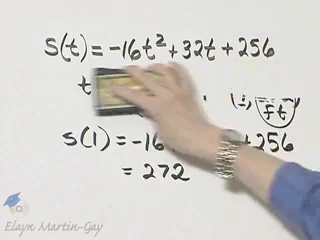 s(t) = -16t² + 32t + 256
t
ft
s(1) = -16 + 256
= 272
Elayn Martin-Gay